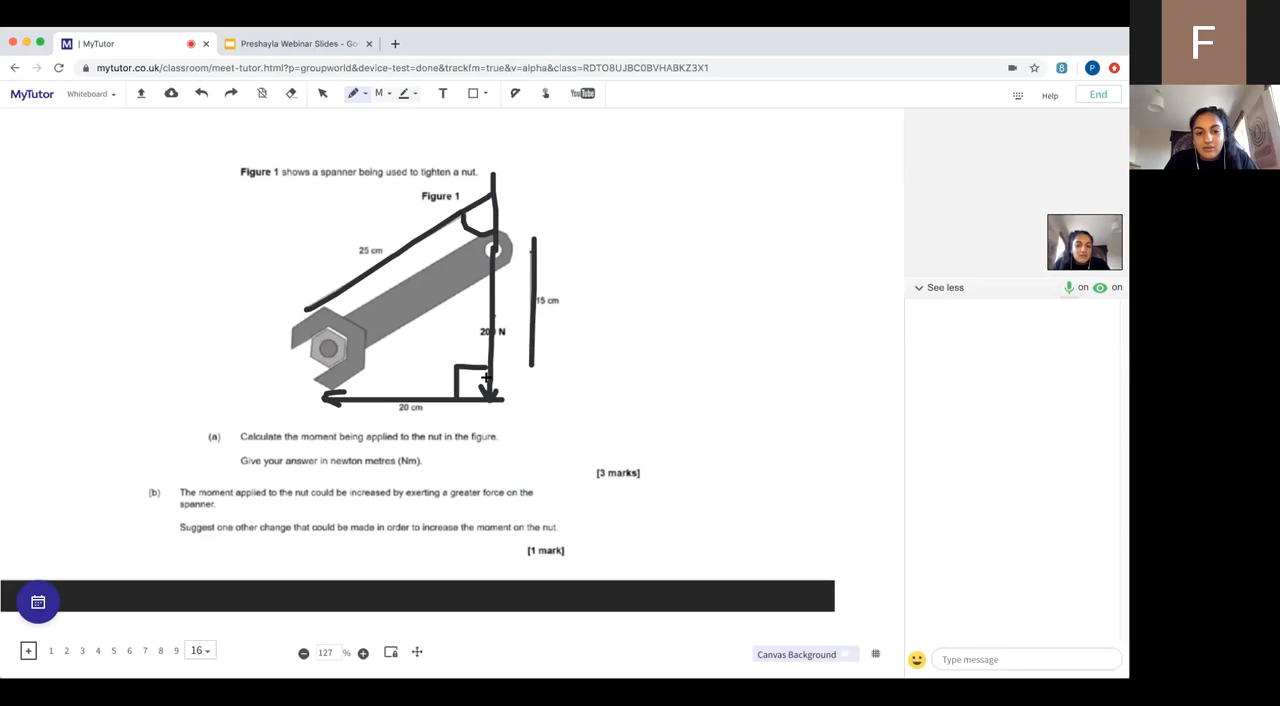 M | MyTutor
Preshayla Webinar Slides - Go
mytutor.co.uk/classroom/meet-tutor.html?p=groupworld&device-test=done&trackfm=true&v=alpha&class=RDTO8UJBC0BVHABKZ3X1
8
P
MyTutor
Whiteboard
M
T
YouTube
Help
End
F
Figure 1 shows a spanner being used to tighten a nut.
Figure 1
25 cm
15 cm
200 N
20 cm
(a) Calculate the moment being applied to the nut in the figure.
Give your answer in newton metres (Nm).
[3 marks]
(b) The moment applied to the nut could be increased by exerting a greater force on the
spanner.
Suggest one other change that could be made in order to increase the moment on the nut.
[1 mark]
See less
on
on
1 2 3 4 5 6 7 8 9 16
127 %
Canvas Background
Type message